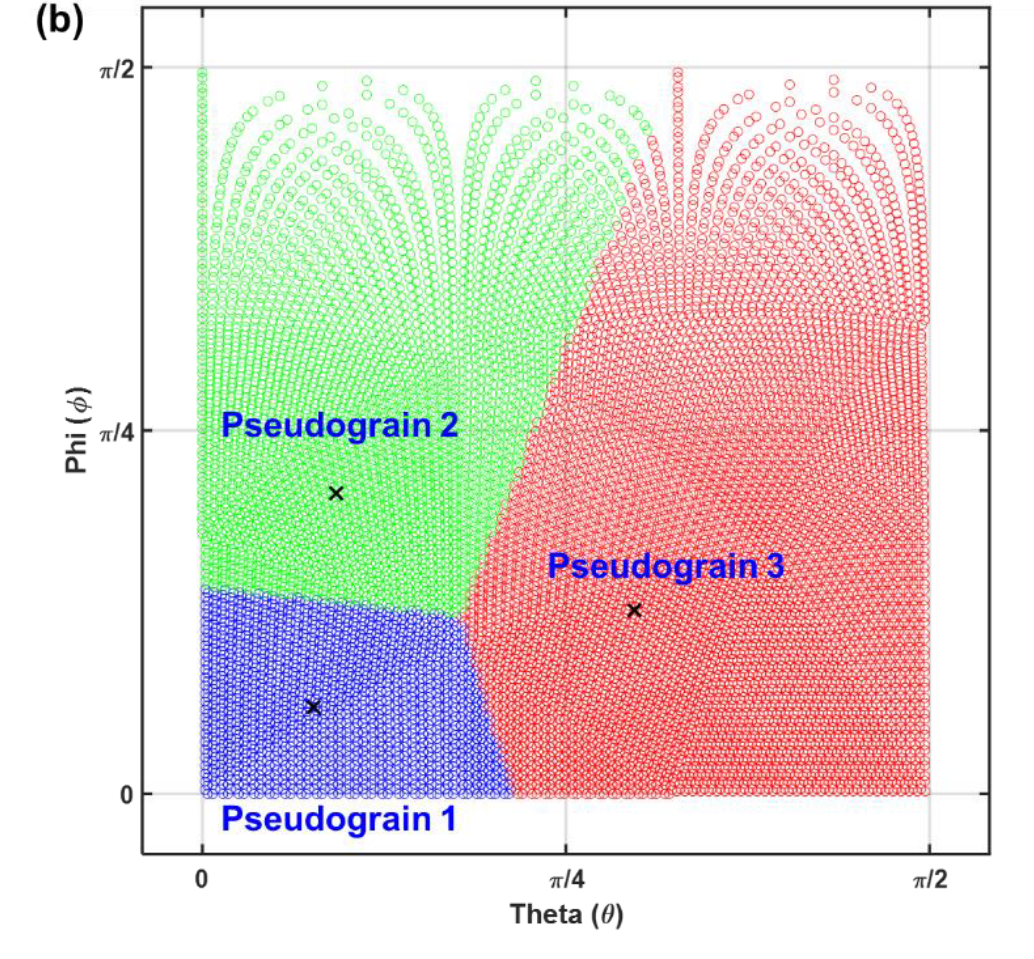 (b)
π/2
Pseudograin 2
π/4
Phi (ϕ)
Pseudograin 3
0
Pseudograin 1
0
π/4
π/2
Theta (θ)